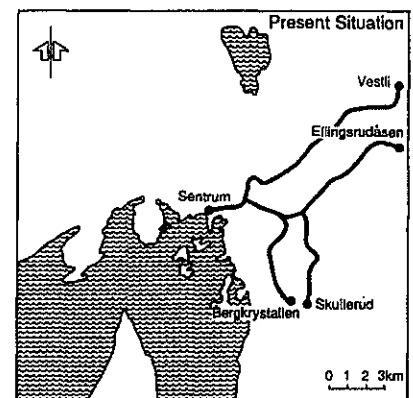 Present Situation
Vestli
Ellingsrudåsen
Sentrum
Bergkrystallen
Skullerud
0 1 2 3km